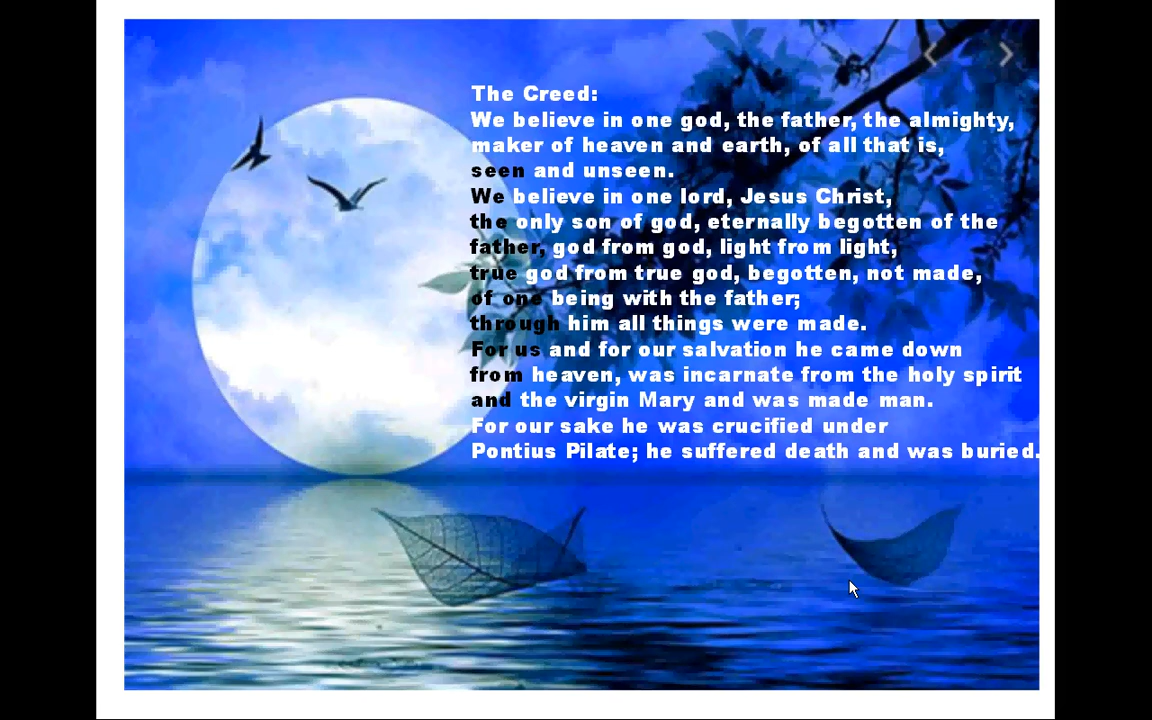 The Creed:
We believe in one god, the father, the almighty,
maker of heaven and earth, of all that is,
seen and unseen.
We believe in one lord, Jesus Christ,
the only son of god, eternally begotten of the
father, god from god, light from light,
true god from true god, begotten, not made,
of one being with the father;
through him all things were made.
For us and for our salvation he came down
from heaven, was incarnate from the holy spirit
and the virgin Mary and was made man.
For our sake he was crucified under
Pontius Pilate; he suffered death and was buried.